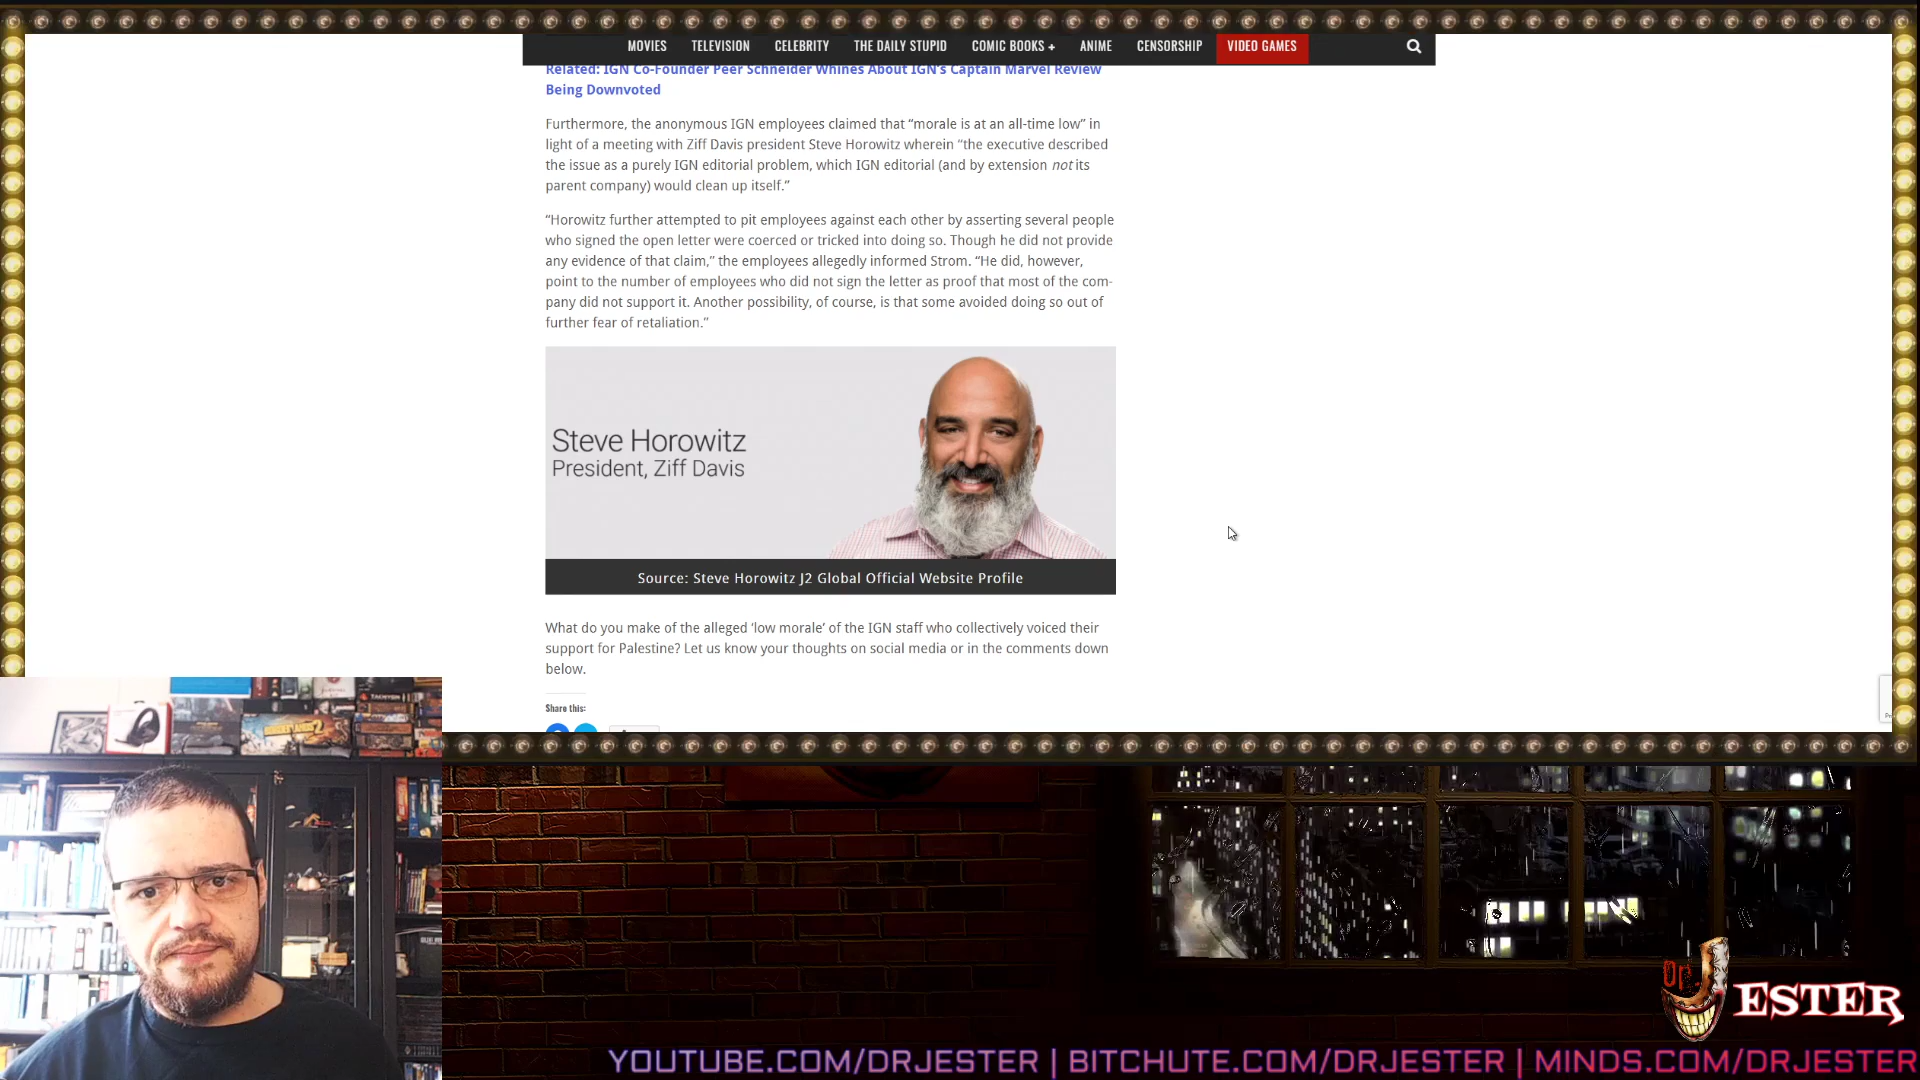 MOVIES TELEVISION CELEBRITY THE DAILY STUPID COMIC BOOKS + ANIME CENSORSHIP VIDEO GAMES
Related: IGN Co-Founder Peer Schneider Whines About IGN's Captain Marvel Review
Being Downvoted
Furthermore, the anonymous IGN employees claimed that “morale is at an all-time low” in
light of a meeting with Ziff Davis president Steve Horowitz wherein “the executive described
the issue as a purely IGN editorial problem, which IGN editorial (and by extension not its
parent company) would clean up itself.”
“Horowitz further attempted to pit employees against each other by asserting several people
who signed the open letter were coerced or tricked into doing so. Though he did not provide
any evidence of that claim,” the employees allegedly informed Strom. “He did, however,
point to the number of employees who did not sign the letter as proof that most of the com-
pany did not support it. Another possibility, of course, is that some avoided doing so out of
further fear of retaliation.”
Steve Horowitz
President, Ziff Davis
Source: Steve Horowitz J2 Global Official Website Profile
What do you make of the alleged ‘low morale’ of the IGN staff who collectively voiced their
support for Palestine? Let us know your thoughts on social media or in the comments down
below.
Share this:
BORDERLANDS 2
Dr. JESTER
YOUTUBE.COM/DRJESTER | BITCHUTE.COM/DRJESTER | MINDS.COM/DRJESTER